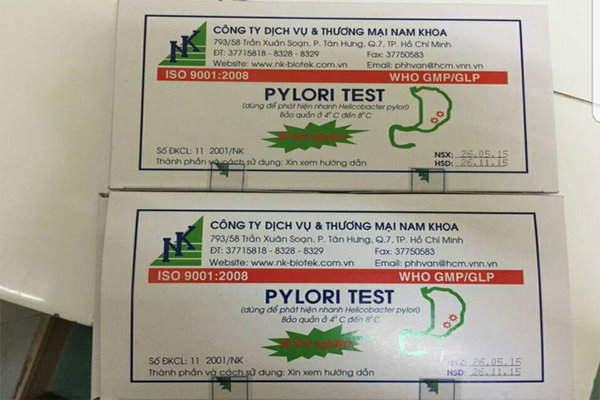 NK
CÔNG TY DỊCH VỤ & THƯƠNG MẠI NAM KHOA
793/58 Trần Xuân Soạn, P. Tân Hưng, Q.7, TP. Hồ Chí Minh
ĐT: 37715818 - 8328 - 8329 Fax: 37750583
Website: www.nk-biotek.com.vn Email: phhvan@hcm.vnn.vn
ISO 9001:2008 WHO GMP/GLP
PYLORI TEST
(dùng để phát hiện nhanh Helicobacter pylori)
Bảo quản ở 4°C đến 8°C
Số ĐKCL: 11 2001/NK
NSX: 26.05.15
Thành phần và cách sử dụng: Xin xem hướng dẫn
HSD: 26.11.15
NK
CÔNG TY DỊCH VỤ & THƯƠNG MẠI NAM KHOA
793/58 Trần Xuân Soạn, P. Tân Hưng, Q.7, TP. Hồ Chí Minh
ĐT: 37715818 - 8328 - 8329 Fax: 37750583
Website: www.nk-biotek.com.vn Email: phhvan@hcm.vnn.vn
ISO 9001:2008 WHO GMP/GLP
PYLORI TEST
(dùng để phát hiện nhanh Helicobacter pylori)
Bảo quản ở 4°C đến 8°C
Số ĐKCL: 11 2001/NK
26.05.15
Thành phần và cách sử dụng: Xin xem hướng dẫn
HSD: 26.11.15